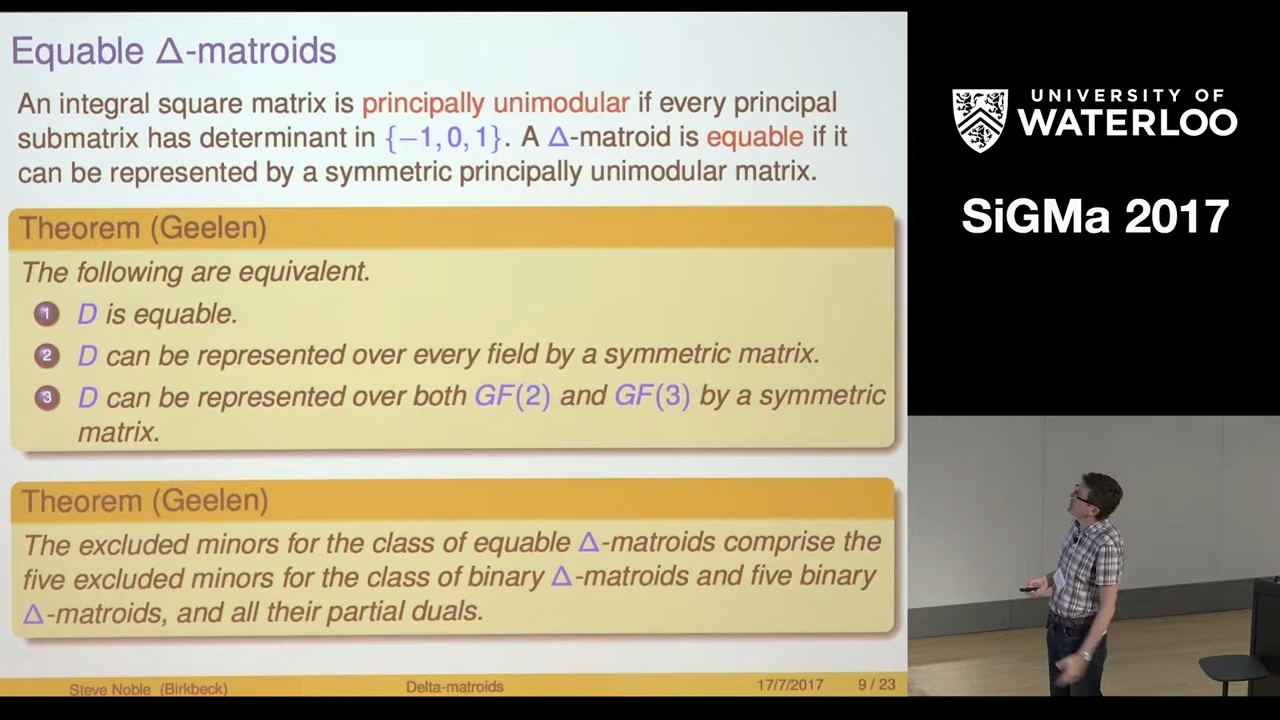 Equable Δ-matroids
An integral square matrix is principally unimodular if every principal
submatrix has determinant in {−1, 0, 1}. A Δ-matroid is equable if it
can be represented by a symmetric principally unimodular matrix.
Theorem (Geelen)
The following are equivalent.
1 D is equable.
2 D can be represented over every field by a symmetric matrix.
3 D can be represented over both GF(2) and GF(3) by a symmetric
matrix.
Theorem (Geelen)
The excluded minors for the class of equable Δ-matroids comprise the
five excluded minors for the class of binary Δ-matroids and five binary
Δ-matroids, and all their partial duals.
Steve Noble (Birkbeck) Delta-matroids 17/7/2017 9 / 23
UNIVERSITY OF
WATERLOO
SiGMa 2017